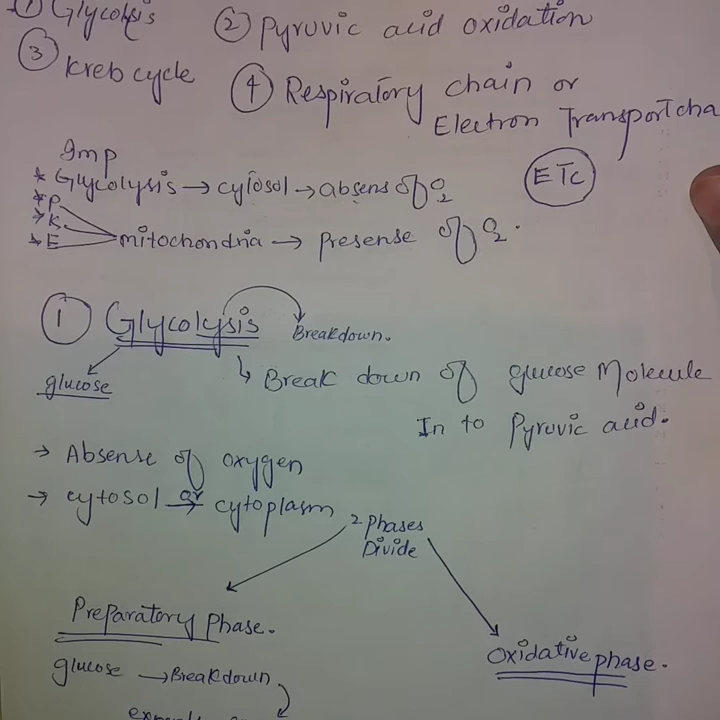 ① Glycolysis ② Pyruvic acid oxidation
③ Kreb cycle ④ Respiratory chain or
Electron Transport Cha
Imp
* Glycolysis → cytosol → absens of O2
ETC
* P
* K
* E mitochondria → Presense of O2.
① Glycolysis Breakdown.
glucose ↳ Break down of glucose Molecule
In to Pyruvic acid.
→ Absense of oxygen
→ cytosol or → cytoplasm
2 Phases
Divide
Preparatory Phase.
Oxidative phase.
glucose → Breakdown